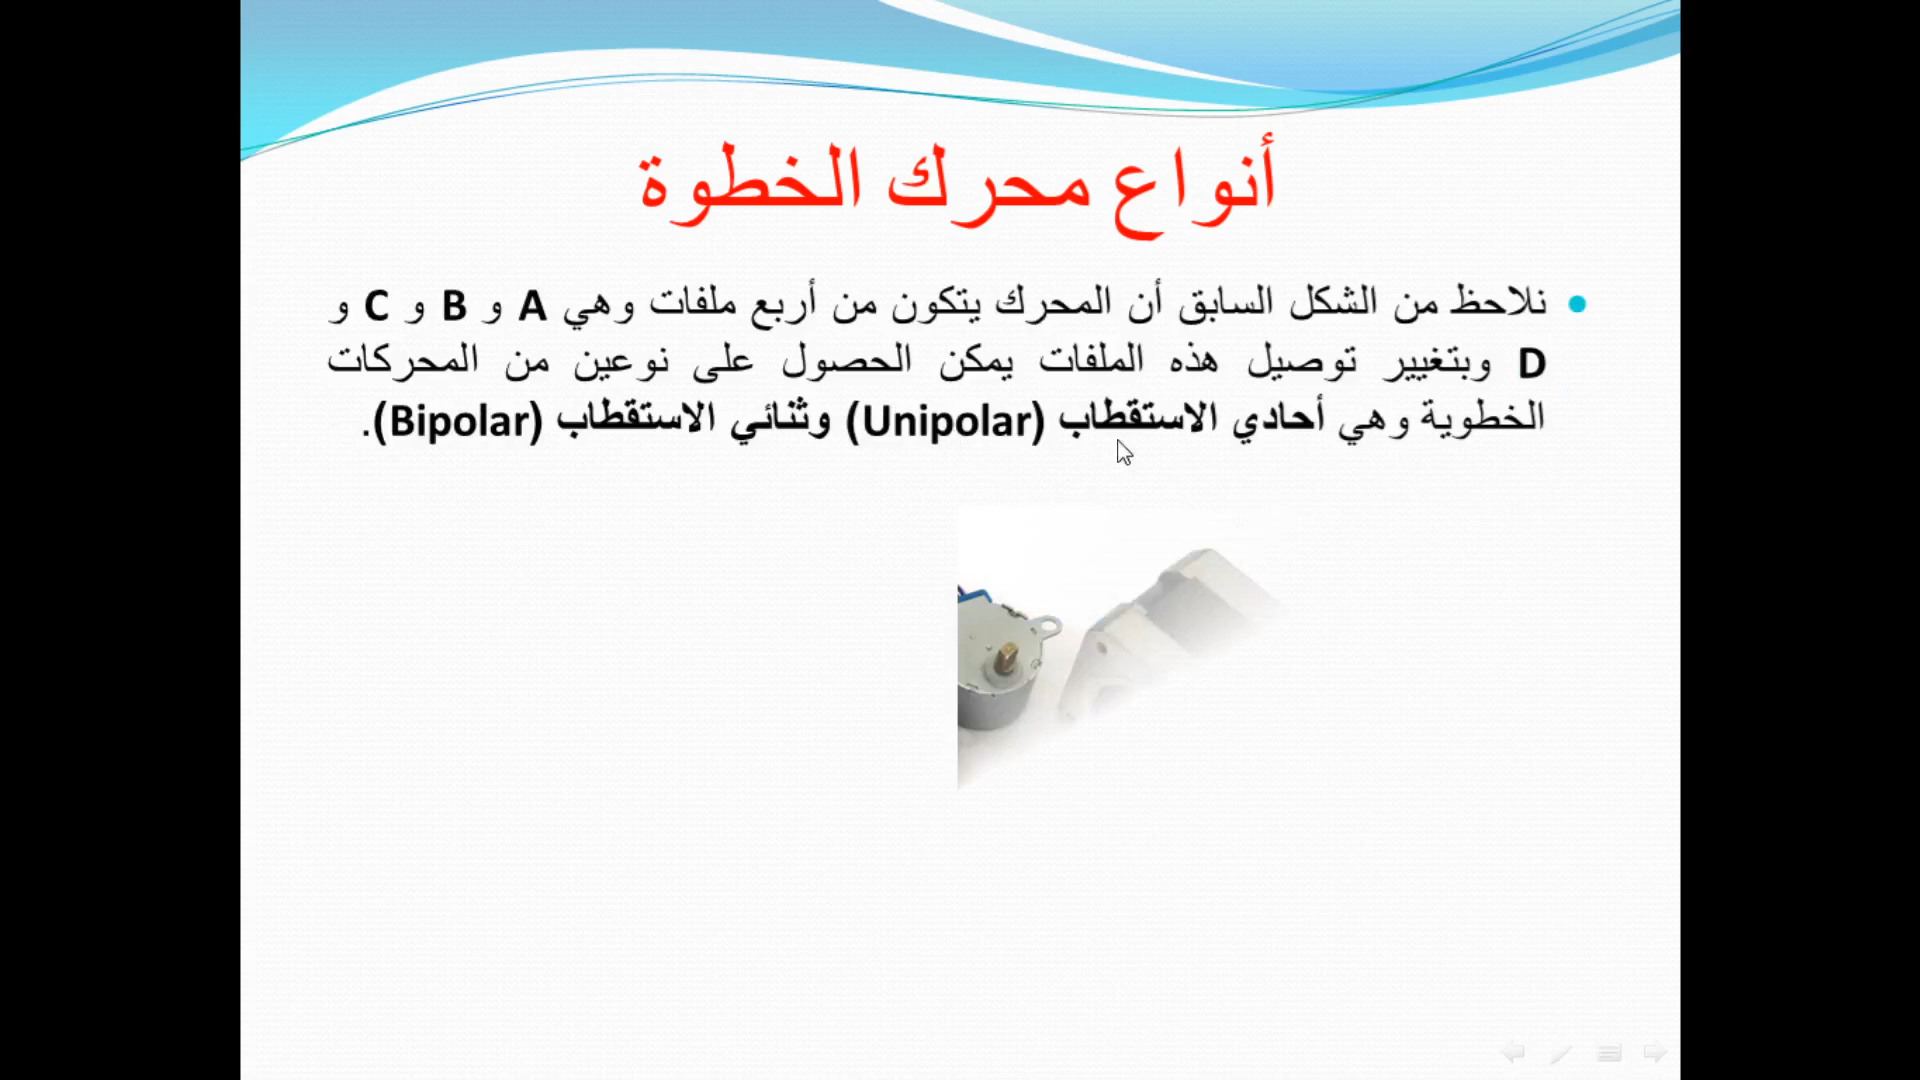 أنواع محرك الخطوة
• نلاحظ من الشكل السابق أن المحرك يتكون من أربع ملفات وهي A و B و C و
D وبتغيير توصيل هذه الملفات يمكن الحصول على نوعين من المحركات
الخطوية وهي أحادي الاستقطاب (Unipolar) وثنائي الاستقطاب (Bipolar).